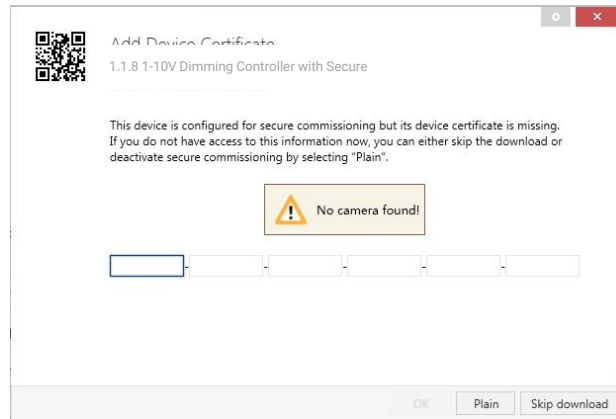 Add Device Certificate
1.1.8 1-10V Dimming Controller with Secure
This device is configured for secure commissioning but its device certificate is missing.
If you do not have access to this information now, you can either skip the download or
deactivate secure commissioning by selecting "Plain".
No camera found!
- - - - -
OK Plain Skip download